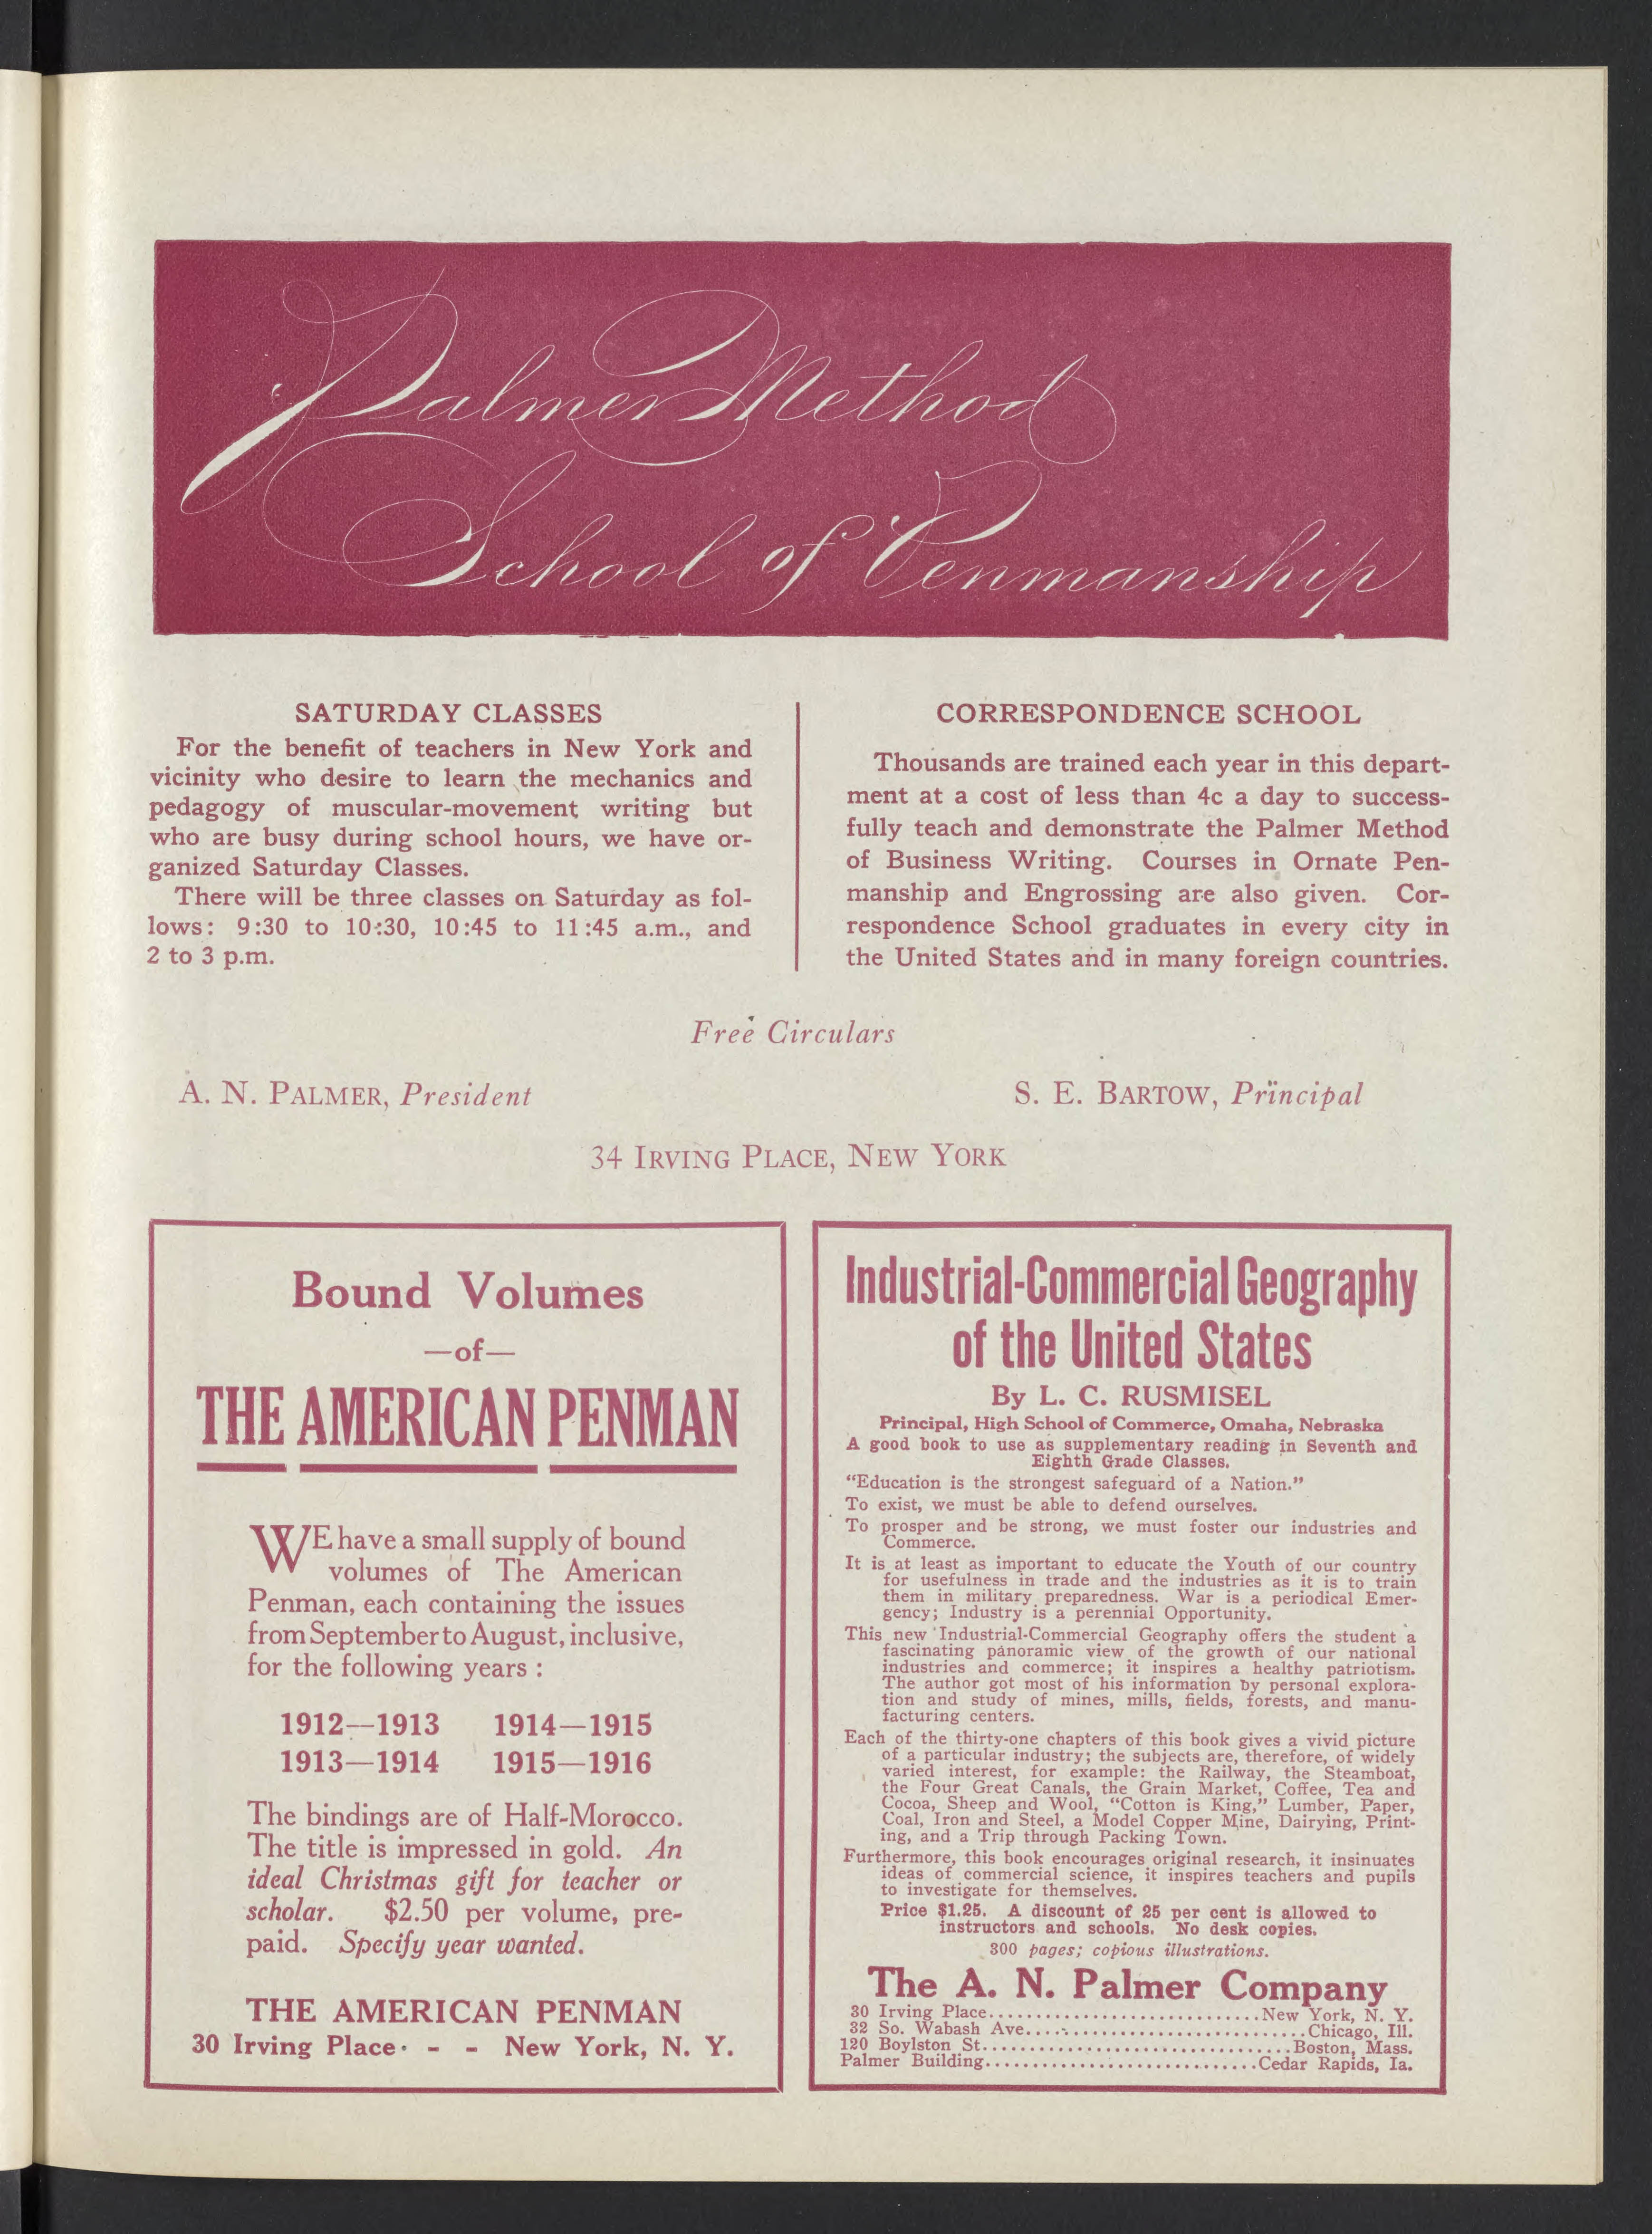 Palmer Method
School of Penmanship
SATURDAY CLASSES
For the benefit of teachers in New York and
vicinity who desire to learn the mechanics and
pedagogy of muscular-movement writing but
who are busy during school hours, we have or-
ganized Saturday Classes.
There will be three classes on Saturday as fol-
lows: 9:30 to 10:30, 10:45 to 11:45 a.m., and
2 to 3 p.m.
CORRESPONDENCE SCHOOL
Thousands are trained each year in this depart-
ment at a cost of less than 4c a day to success-
fully teach and demonstrate the Palmer Method
of Business Writing. Courses in Ornate Pen-
manship and Engrossing are also given. Cor-
respondence School graduates in every city in
the United States and in many foreign countries.
Free Circulars
A. N. PALMER, President
S. E. BARTOW, Principal
34 IRVING PLACE, NEW YORK
Bound Volumes
—of—
THE AMERICAN PENMAN
WE have a small supply of bound
volumes of The American
Penman, each containing the issues
from September to August, inclusive,
for the following years:
1912—1913 1914—1915
1913—1914 1915—1916
The bindings are of Half-Morocco.
The title is impressed in gold. An
ideal Christmas gift for teacher or
scholar. $2.50 per volume, pre-
paid. Specify year wanted.
THE AMERICAN PENMAN
30 Irving Place - - New York, N. Y.
Industrial-Commercial Geography
of the United States
By L. C. RUSMISEL
Principal, High School of Commerce, Omaha, Nebraska
A good book to use as supplementary reading in Seventh and
Eighth Grade Classes.
"Education is the strongest safeguard of a Nation."
To exist, we must be able to defend ourselves.
To prosper and be strong, we must foster our industries and
Commerce.
It is at least as important to educate the Youth of our country
for usefulness in trade and the industries as it is to train
them in military preparedness. War is a periodical Emer-
gency; Industry is a perennial Opportunity.
This new Industrial-Commercial Geography offers the student a
fascinating panoramic view of the growth of our national
industries and commerce; it inspires a healthy patriotism.
The author got most of his information by personal explora-
tion and study of mines, mills, fields, forests, and manu-
facturing centers.
Each of the thirty-one chapters of this book gives a vivid picture
of a particular industry; the subjects are, therefore, of widely
varied interest, for example: the Railway, the Steamboat,
the Four Great Canals, the Grain Market, Coffee, Tea and
Cocoa, Sheep and Wool, "Cotton is King," Lumber, Paper,
Coal, Iron and Steel, a Model Copper Mine, Dairying, Print-
ing, and a Trip through Packing Town.
Furthermore, this book encourages original research, it insinuates
ideas of commercial science, it inspires teachers and pupils
to investigate for themselves.
Price $1.25. A discount of 25 per cent is allowed to
instructors and schools. No desk copies.
300 pages; copious illustrations.
The A. N. Palmer Company
30 Irving Place..............................New York, N. Y.
32 So. Wabash Ave..............................Chicago, Ill.
120 Boylston St.................................Boston, Mass.
Palmer Building.............................Cedar Rapids, Ia.